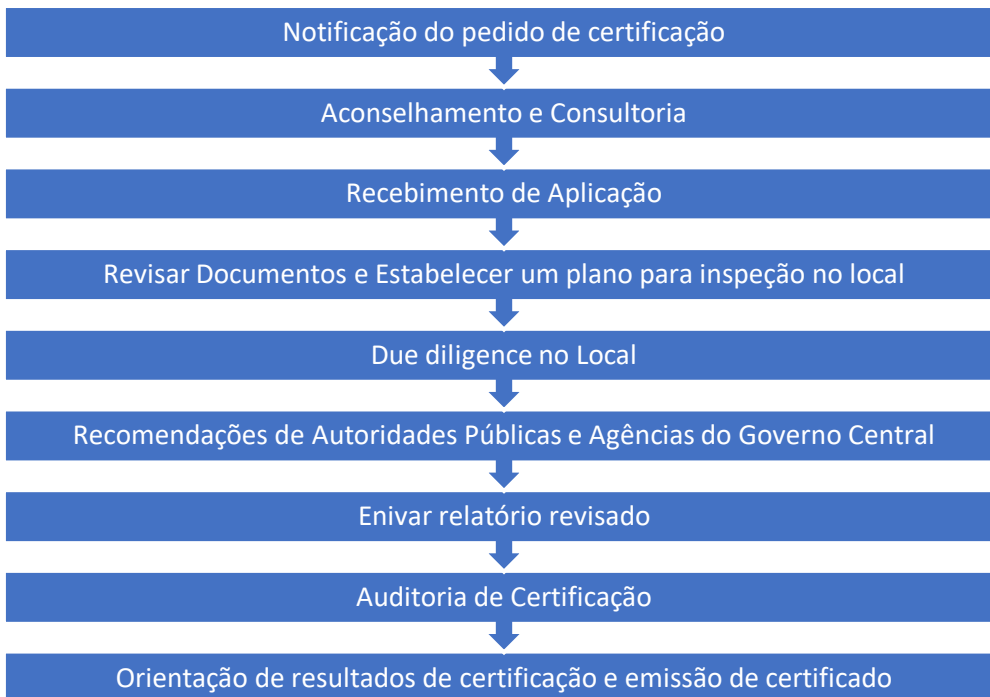 Notificação do pedido de certificação
Aconselhamento e Consultoria
Recebimento de Aplicação
Revisar Documentos e Estabelecer um plano para inspeção no local
Due diligence no Local
Recomendações de Autoridades Públicas e Agências do Governo Central
Enivar relatório revisado
Auditoria de Certificação
Orientação de resultados de certificação e emissão de certificado